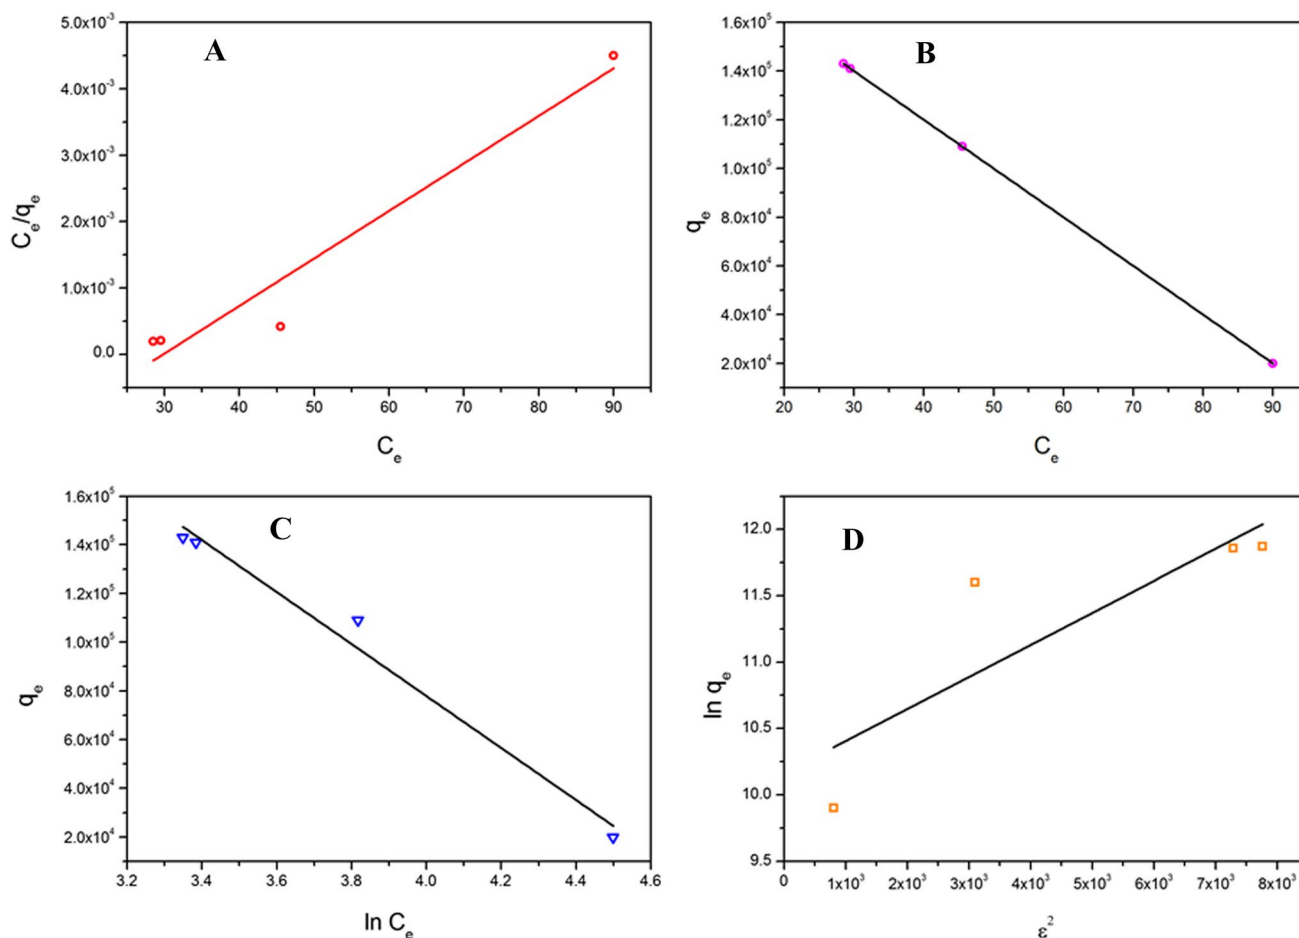 A
5.0x10⁻³
4.0x10⁻³
3.0x10⁻³
2.0x10⁻³
1.0x10⁻³
0.0
Cₑ/qₑ
30 40 50 60 70 80 90
Cₑ
B
1.6x10⁵
1.4x10⁵
1.2x10⁵
1.0x10⁵
8.0x10⁴
6.0x10⁴
4.0x10⁴
2.0x10⁴
qₑ
20 30 40 50 60 70 80 90
Cₑ
C
1.6x10⁵
1.4x10⁵
1.2x10⁵
1.0x10⁵
8.0x10⁴
6.0x10⁴
4.0x10⁴
2.0x10⁴
qₑ
3.2 3.4 3.6 3.8 4.0 4.2 4.4 4.6
ln Cₑ
D
12.0
11.5
11.0
10.5
10.0
9.5
ln qₑ
0 1x10³ 2x10³ 3x10³ 4x10³ 5x10³ 6x10³ 7x10³ 8x10³
ε²